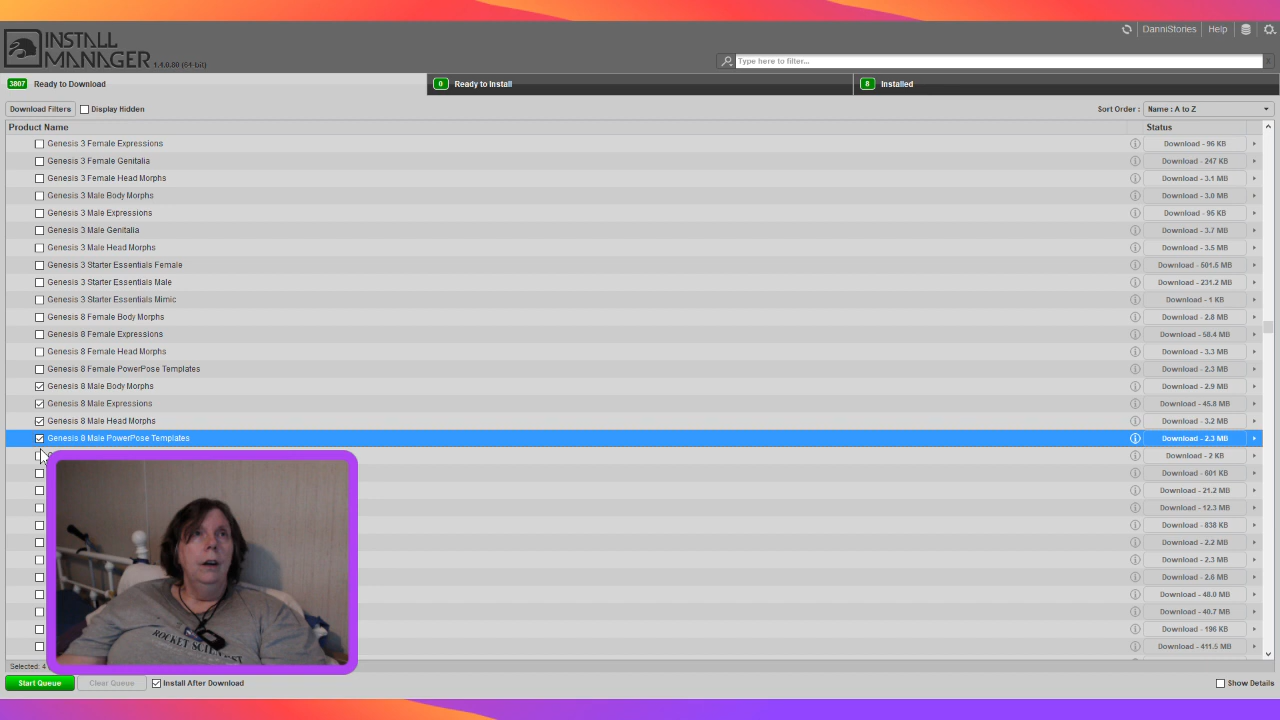 DanniStories Help
INSTALL
MANAGER 1.4.0.80 (64-bit)
Type here to filter...
3807 Ready to Download
0 Ready to Install
8 Installed
Download Filters Display Hidden Sort Order : Name : A to Z
Product Name Status
Genesis 3 Female Expressions Download - 96 KB
Genesis 3 Female Genitalia Download - 247 KB
Genesis 3 Female Head Morphs Download - 3.1 MB
Genesis 3 Male Body Morphs Download - 3.0 MB
Genesis 3 Male Expressions Download - 95 KB
Genesis 3 Male Genitalia Download - 3.7 MB
Genesis 3 Male Head Morphs Download - 3.5 MB
Genesis 3 Starter Essentials Female Download - 501.5 MB
Genesis 3 Starter Essentials Male Download - 231.2 MB
Genesis 3 Starter Essentials Mimic Download - 1 KB
Genesis 8 Female Body Morphs Download - 2.8 MB
Genesis 8 Female Expressions Download - 58.4 MB
Genesis 8 Female Head Morphs Download - 3.3 MB
Genesis 8 Female PowerPose Templates Download - 2.3 MB
Genesis 8 Male Body Morphs Download - 2.9 MB
Genesis 8 Male Expressions Download - 45.8 MB
Genesis 8 Male Head Morphs Download - 3.2 MB
Genesis 8 Male PowerPose Templates Download - 2.3 MB
Download - 2 KB
Download - 601 KB
Download - 21.2 MB
Download - 12.3 MB
Download - 838 KB
Download - 2.2 MB
Download - 2.3 MB
Download - 2.6 MB
Download - 48.0 MB
Download - 40.7 MB
Download - 196 KB
Download - 411.5 MB
ROCKET SCIENTIST
Selected: 4
Start Queue Clear Queue Install After Download Show Details